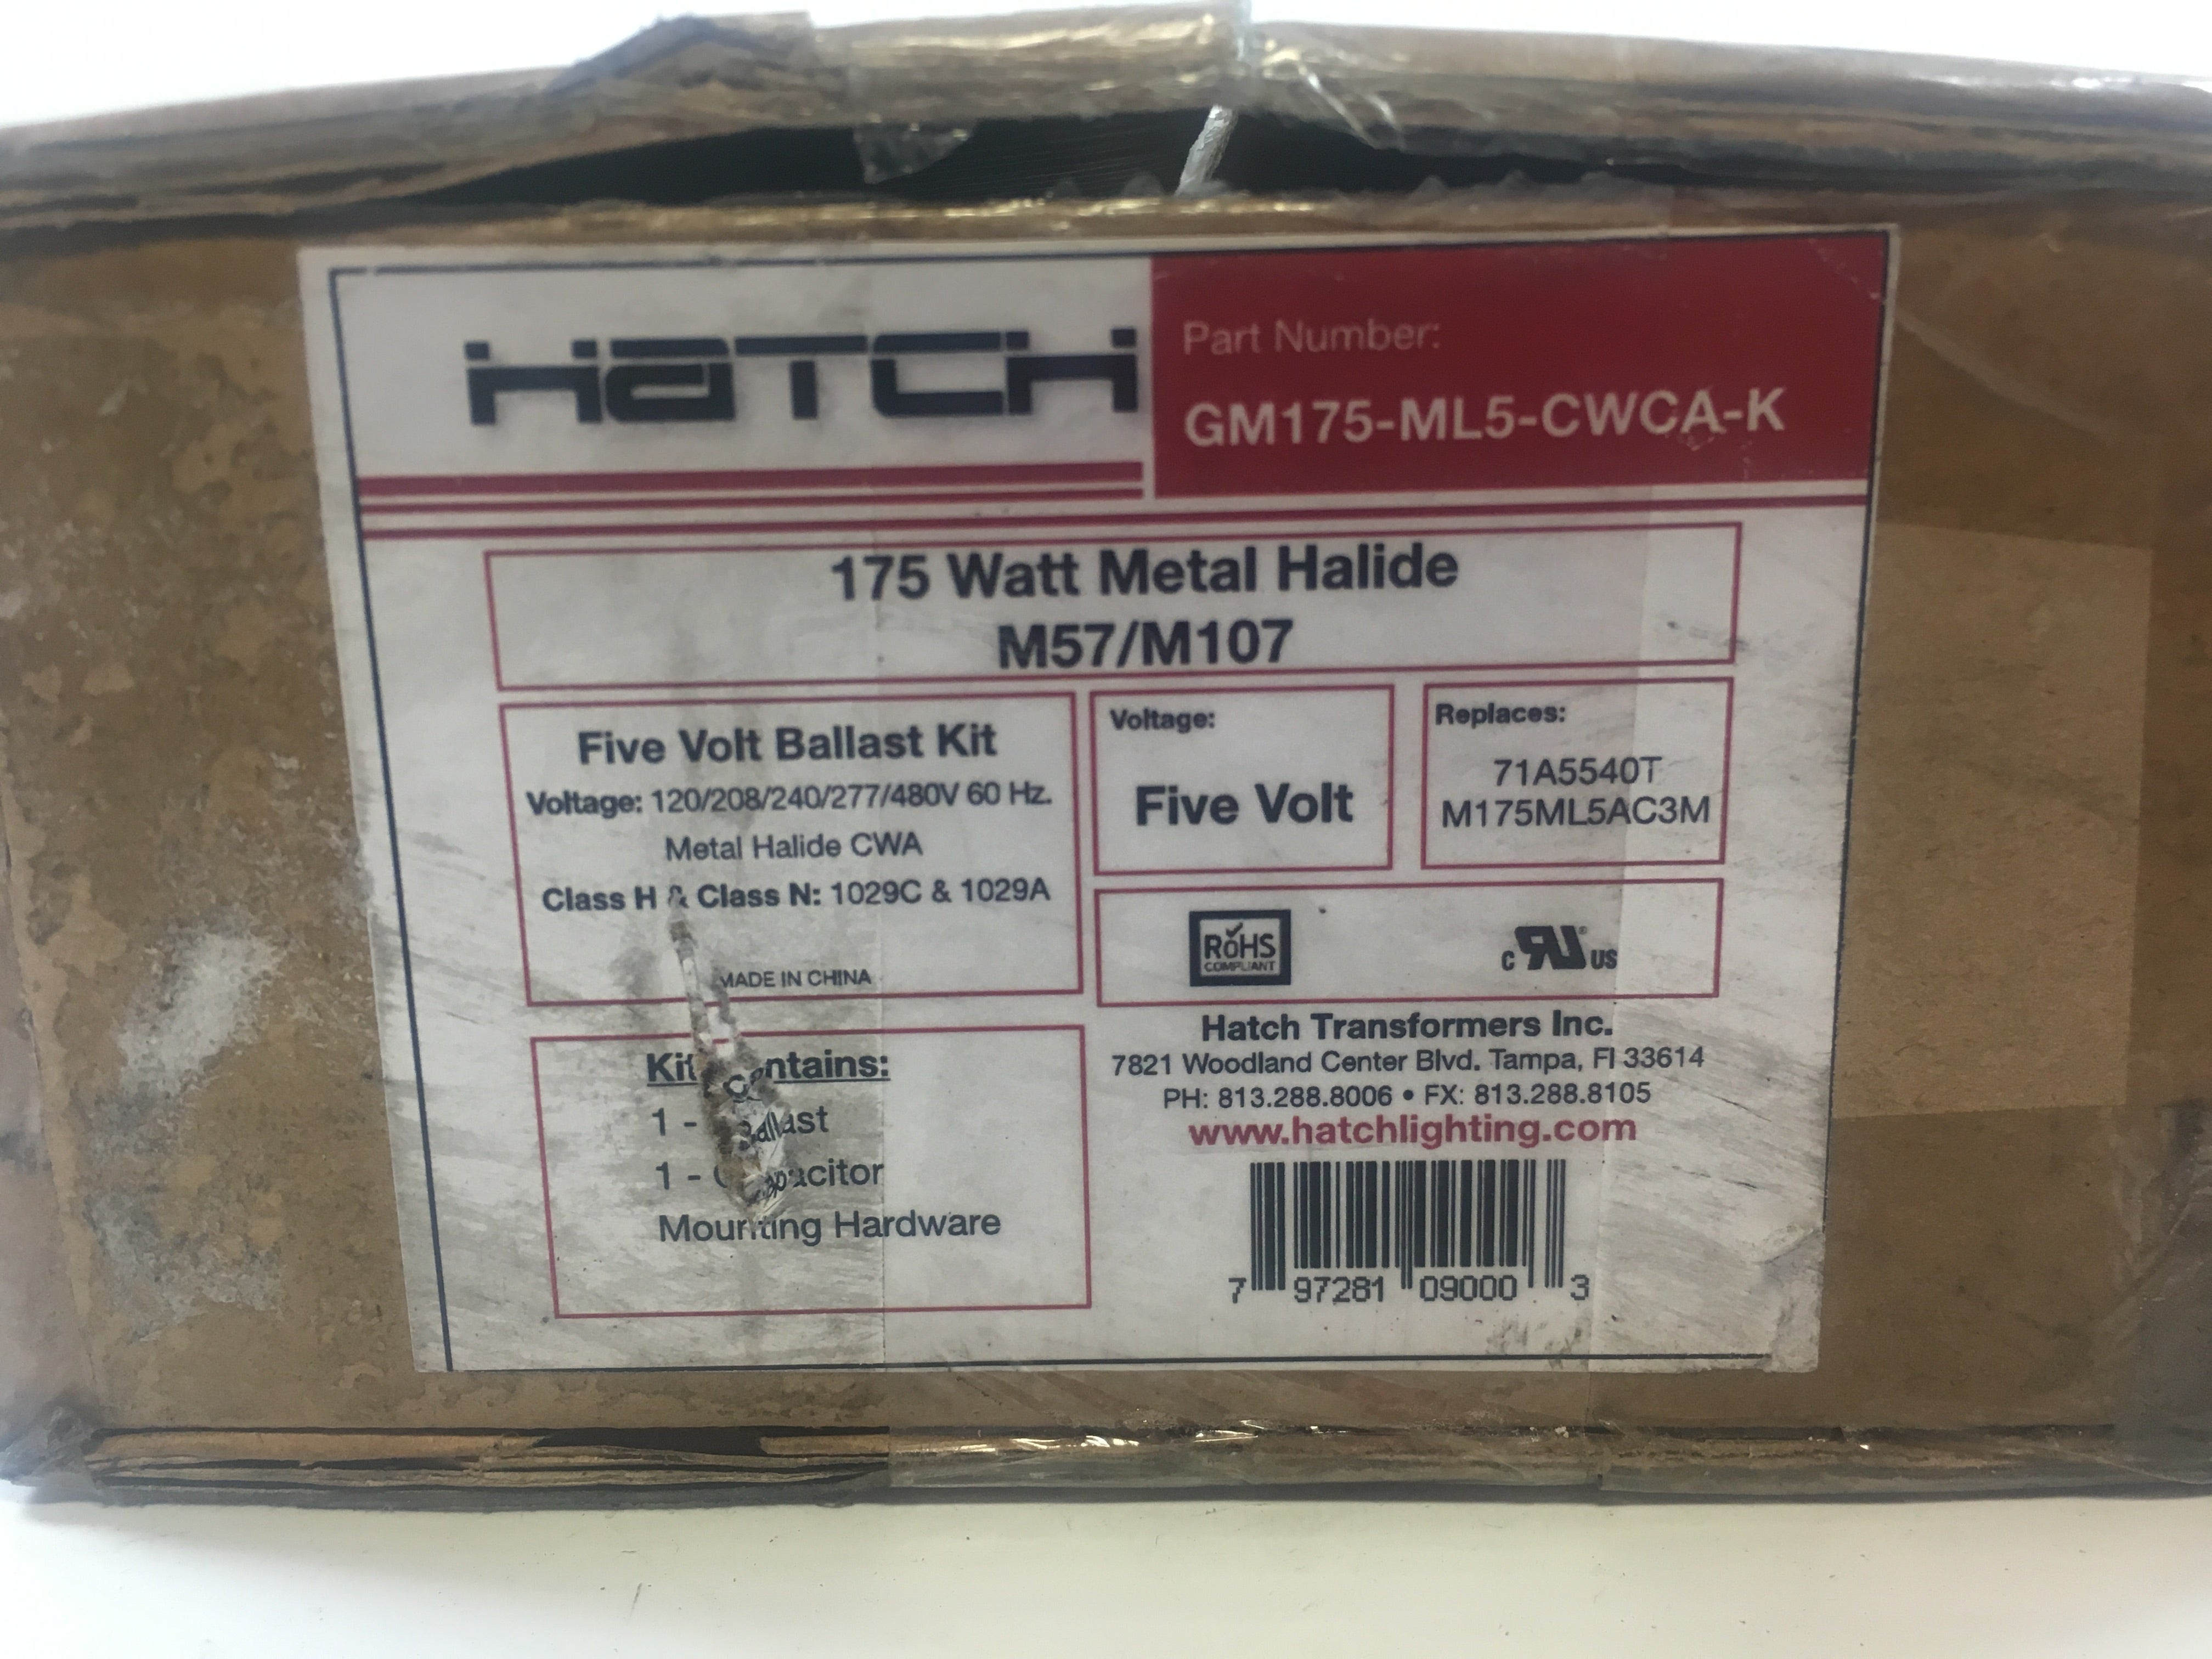 HATCH
Part Number:
GM175-ML5-CWCA-K
175 Watt Metal Halide
M57/M107
Five Volt Ballast Kit
Voltage: 120/208/240/277/480V 60 Hz.
Metal Halide CWA
Class H & Class N: 1029C & 1029A
MADE IN CHINA
Voltage:
Five Volt
Replaces:
71A5540T
M175ML5AC3M
RoHS
COMPLIANT
c RU® US
Kit Contains:
1 - Ballast
1 - Capacitor
Mounting Hardware
Hatch Transformers Inc.
7821 Woodland Center Blvd. Tampa, Fl 33614
PH: 813.288.8006 • FX: 813.288.8105
www.hatchlighting.com
7 97281 09000 3